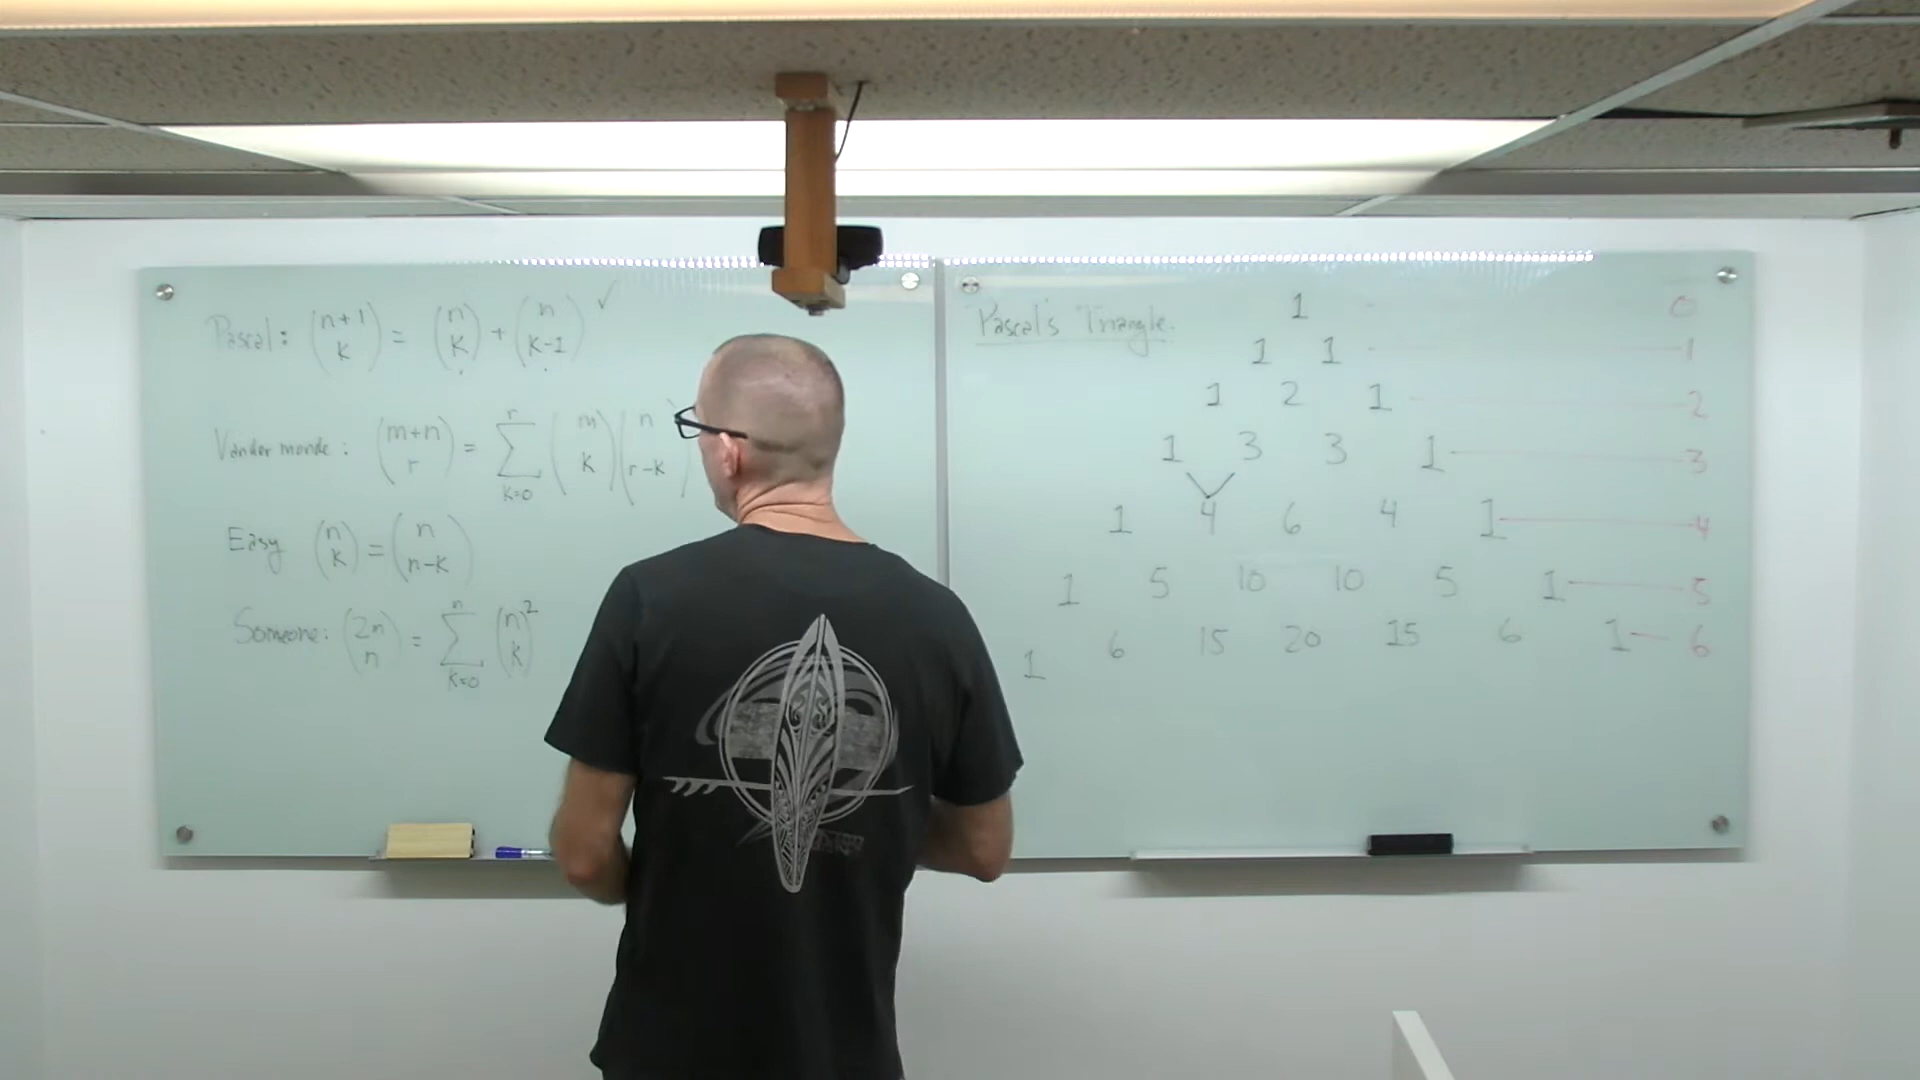 Pascal: (n+1 K) = (n K) + (n K-1) ✓
Vander monde: (m+n r) = ∑ r K=0 (m K)(n r-K)
Easy (n K) = (n n-K)
Someone: (2n n) = ∑ n K=0 (n K)²
Pascal's Triangle.
1 0
1 1 1
1 2 1 2
1 3 3 1 3
1 4 6 4 1 4
1 5 10 10 5 1 5
1 6 15 20 15 6 1 6